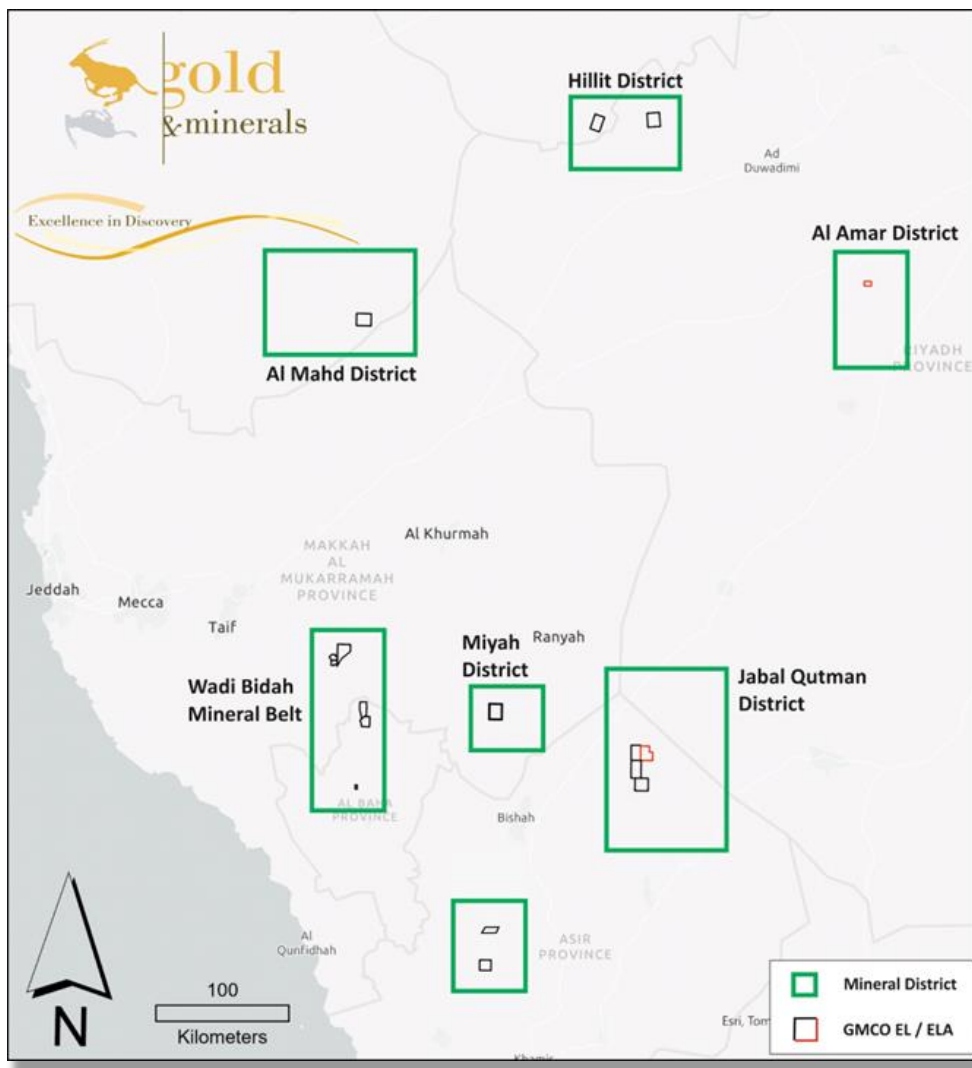 gold
&minerals
Excellence in Discovery
Hillit District
Ad
Duwadimi
Al Amar District
RIYADH
PROVINCE
Al Mahd District
Al Khurmah
MAKKAH
AL
MUKARRAMAH
PROVINCE
Jeddah
Mecca
Taif
Ranyah
Miyah
District
Wadi Bidah
Mineral Belt
Jabal Qutman
District
AL BAHA
PROVINCE
Bishah
Al
Qunfidhah
ASIR
PROVINCE
100
Kilometers
N
Mineral District
GMCO EL / ELA
Esri, Tom
Khamis